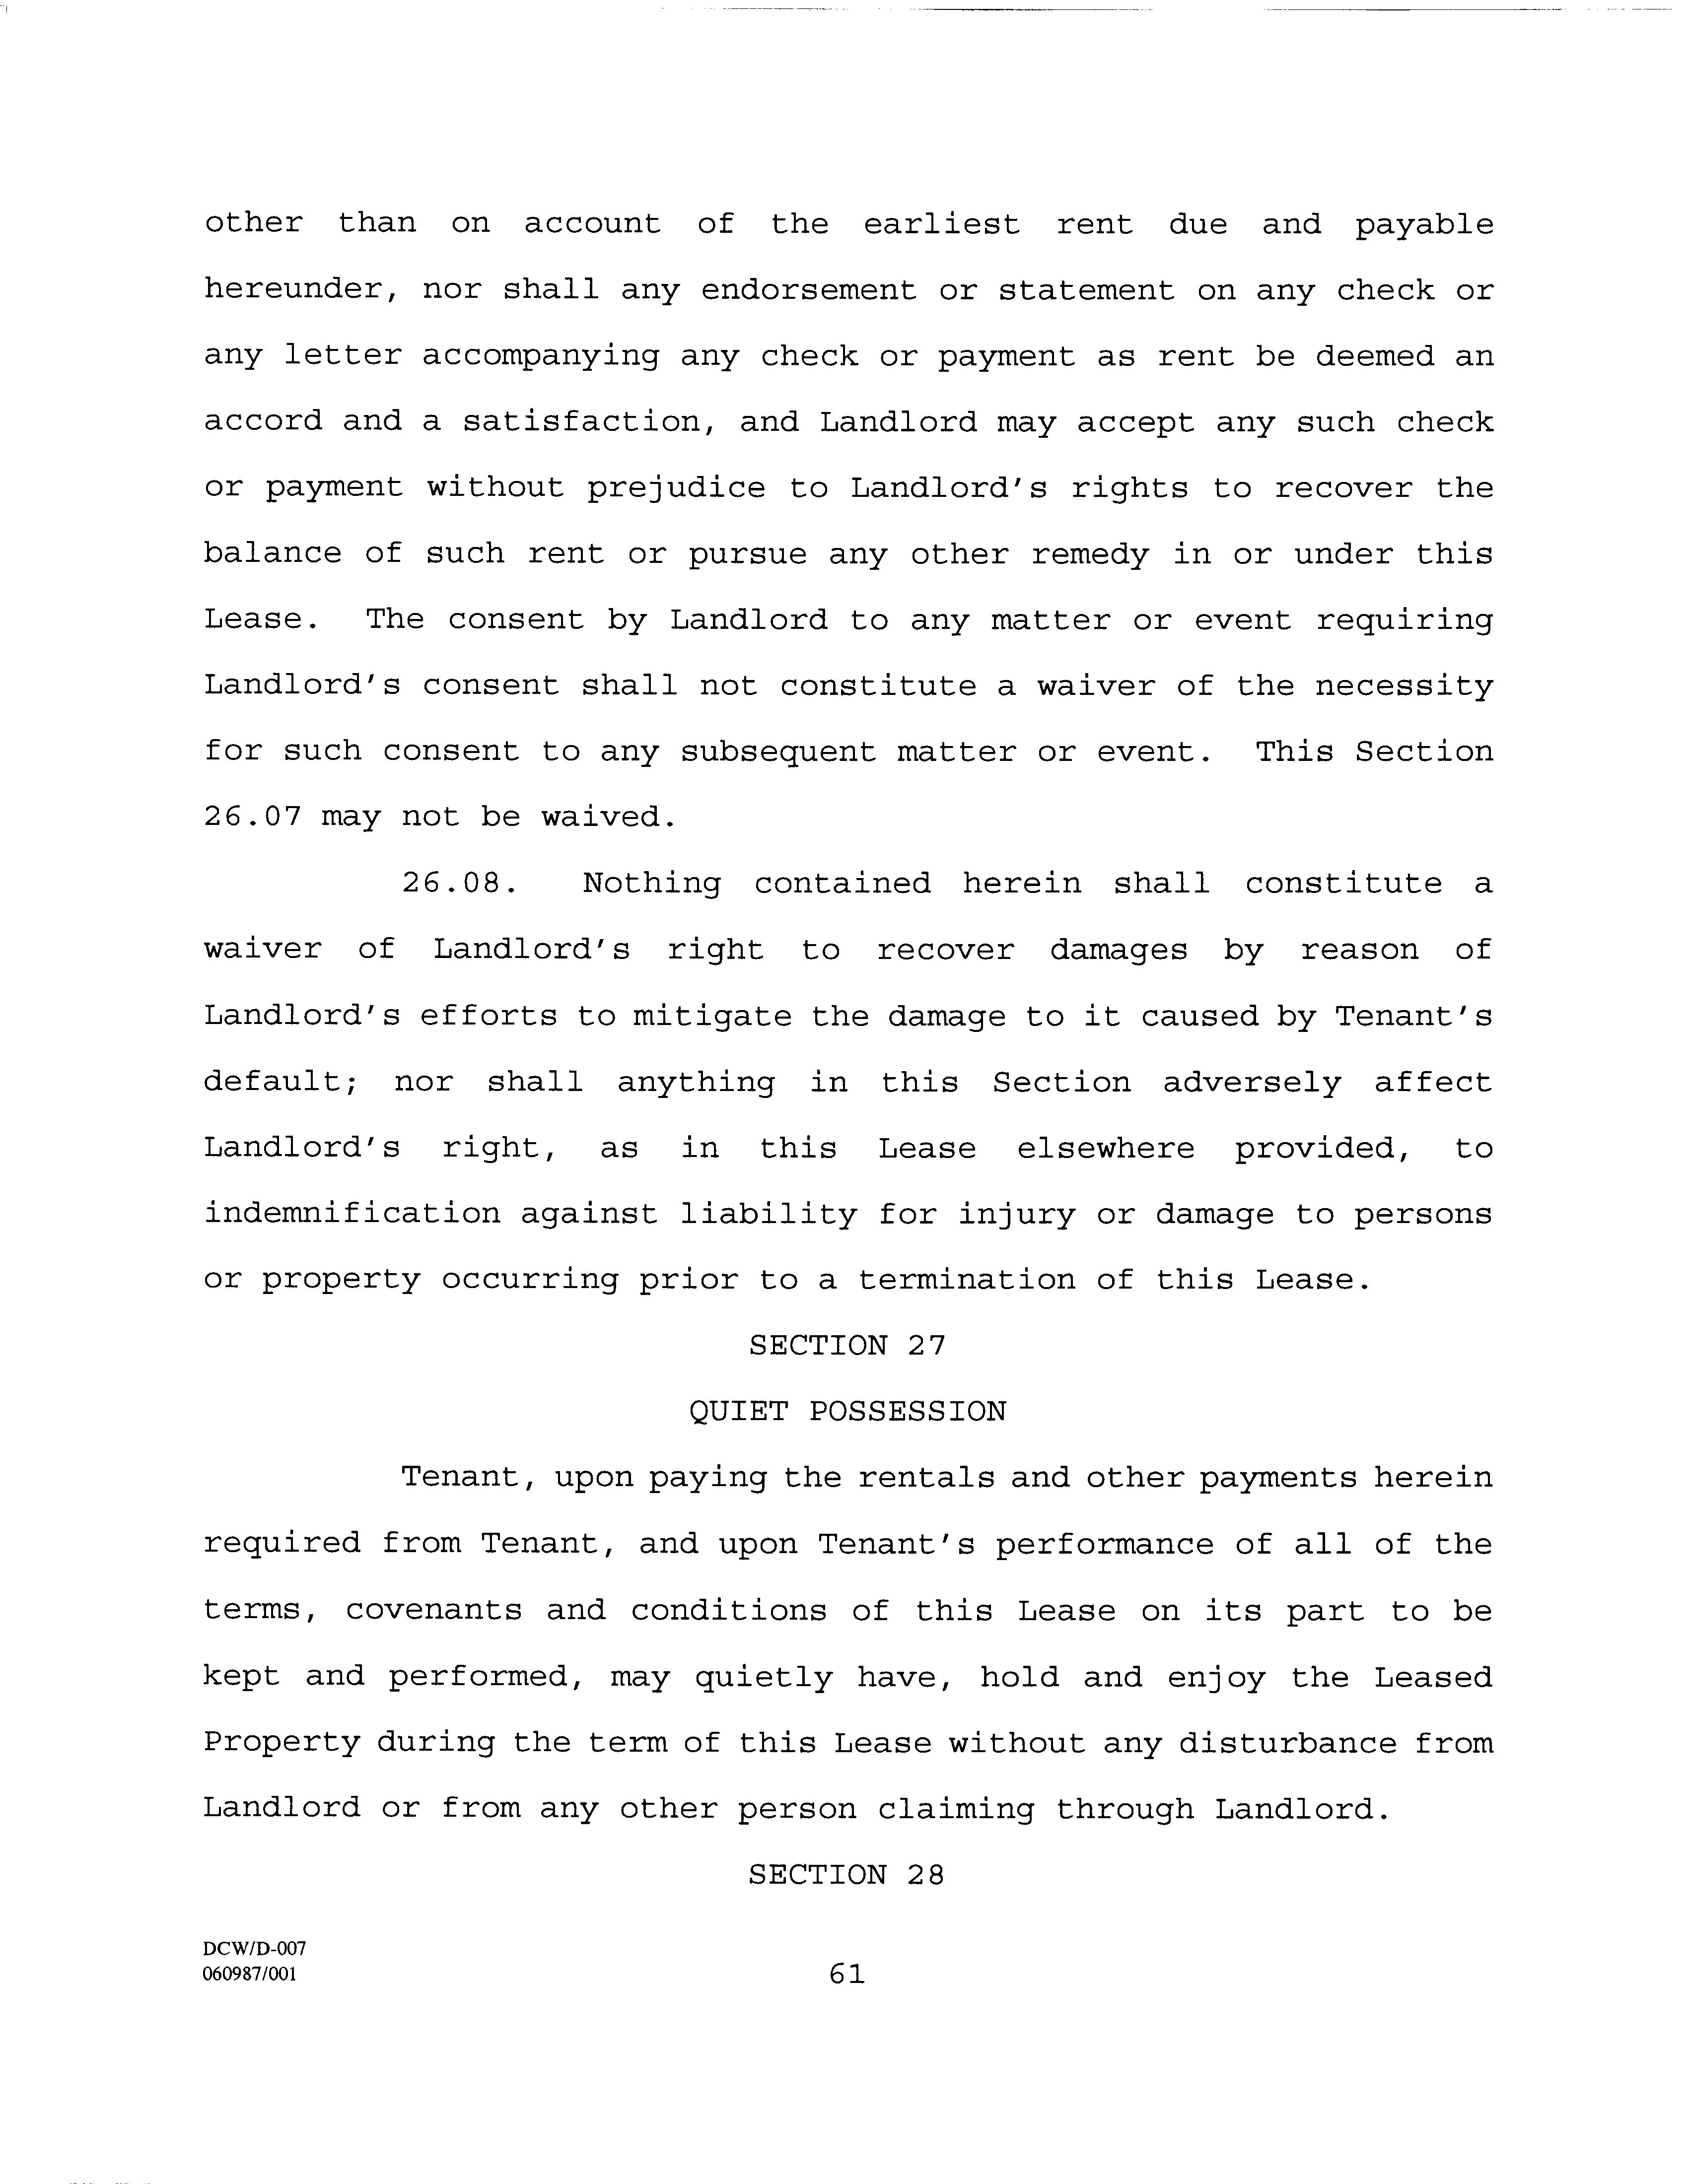 other than on account of the earliest rent due and payable
hereunder, nor shall any endorsement or statement on any check or
any letter accompanying any check or payment as rent be deemed an
accord and a satisfaction, and Landlord may accept any such check
or payment without prejudice to Landlord's rights to recover the
balance of such rent or pursue any other remedy in or under this
Lease. The consent by Landlord to any matter or event requiring
Landlord's consent shall not constitute a waiver of the necessity
for such consent to any subsequent matter or event. This Section
26.07 may not be waived.
26.08. Nothing contained herein shall constitute a
waiver of Landlord's right to recover damages by reason of
Landlord's efforts to mitigate the damage to it caused by Tenant's
default; nor shall anything in this Section adversely affect
Landlord's right, as in this Lease elsewhere provided, to
indemnification against liability for injury or damage to persons
or property occurring prior to a termination of this Lease.
SECTION 27
QUIET POSSESSION
Tenant, upon paying the rentals and other payments herein
required from Tenant, and upon Tenant's performance of all of the
terms, covenants and conditions of this Lease on its part to be
kept and performed, may quietly have, hold and enjoy the Leased
Property during the term of this Lease without any disturbance from
Landlord or from any other person claiming through Landlord.
SECTION 28
DCW/D-007
060987/001
61